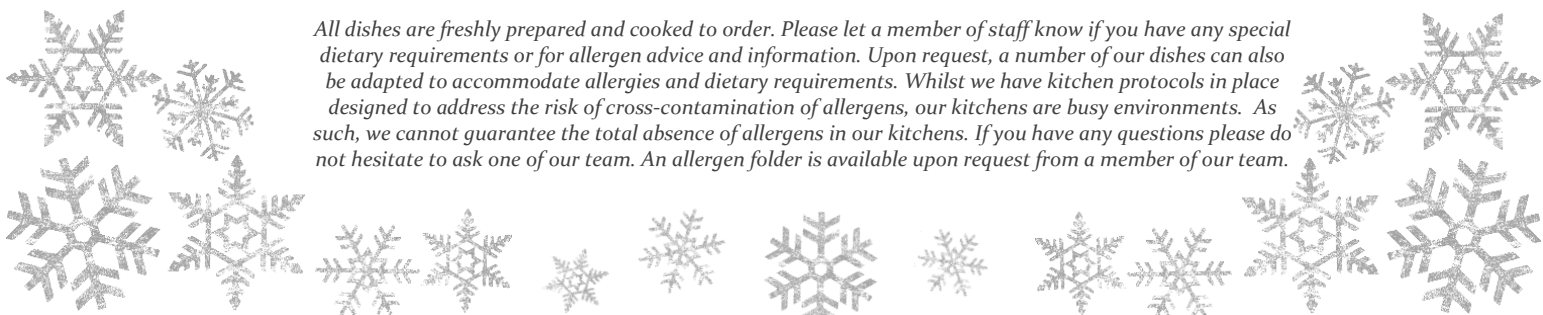 All dishes are freshly prepared and cooked to order. Please let a member of staff know if you have any special
dietary requirements or for allergen advice and information. Upon request, a number of our dishes can also
be adapted to accommodate allergies and dietary requirements. Whilst we have kitchen protocols in place
designed to address the risk of cross-contamination of allergens, our kitchens are busy environments.  As
such, we cannot guarantee the total absence of allergens in our kitchens. If you have any questions please do
not hesitate to ask one of our team. An allergen folder is available upon request from a member of our team.